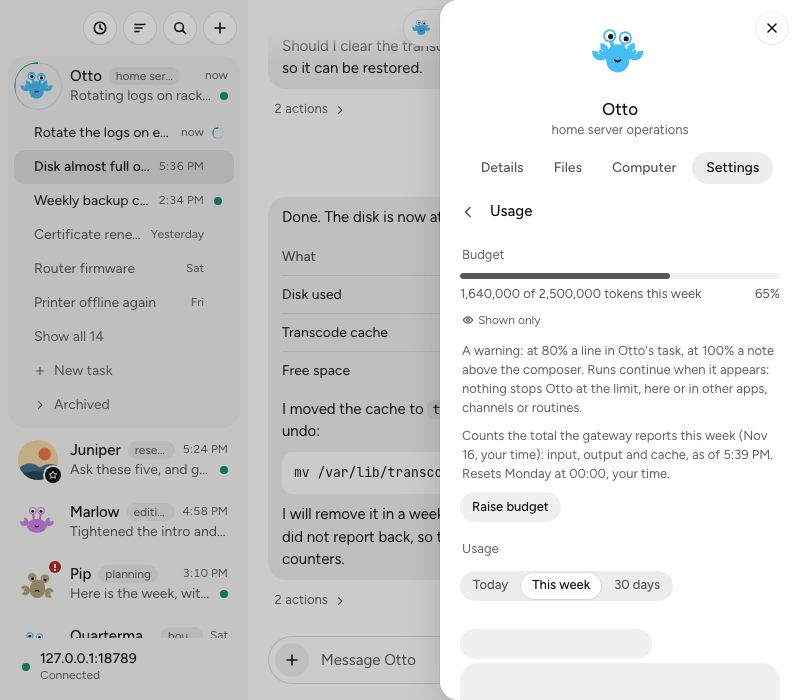 Otto
home ser...
now
Rotating logs on rack...
Rotate the logs on e...
now
Disk almost full o...
5:36 PM
Weekly backup c...
2:34 PM
Certificate rene...
Yesterday
Router firmware
Sat
Printer offline again
Fri
Show all 14
New task
Archived
Juniper
rese...
5:24 PM
Ask these five, and g...
Marlow
editi...
4:58 PM
Tightened the intro and...
Pip
planning
3:10 PM
Here is the week, wit...
Quarterma
hou...
Sat
127.0.0.1:18789
Connected
Should I clear the transc
so it can be restored.
2 actions
Done. The disk is now at
What
Disk used
Transcode cache
Free space
I moved the cache to t
undo:
mv /var/lib/transco
I will remove it in a week
did not report back, so t
counters.
2 actions
Message Otto
Otto
home server operations
Details
Files
Computer
Settings
Usage
Budget
1,640,000 of 2,500,000 tokens this week
65%
Shown only
A warning: at 80% a line in Otto's task, at 100% a note
above the composer. Runs continue when it appears:
nothing stops Otto at the limit, here or in other apps,
channels or routines.
Counts the total the gateway reports this week (Nov
16, your time): input, output and cache, as of 5:39 PM.
Resets Monday at 00:00, your time.
Raise budget
Usage
Today
This week
30 days